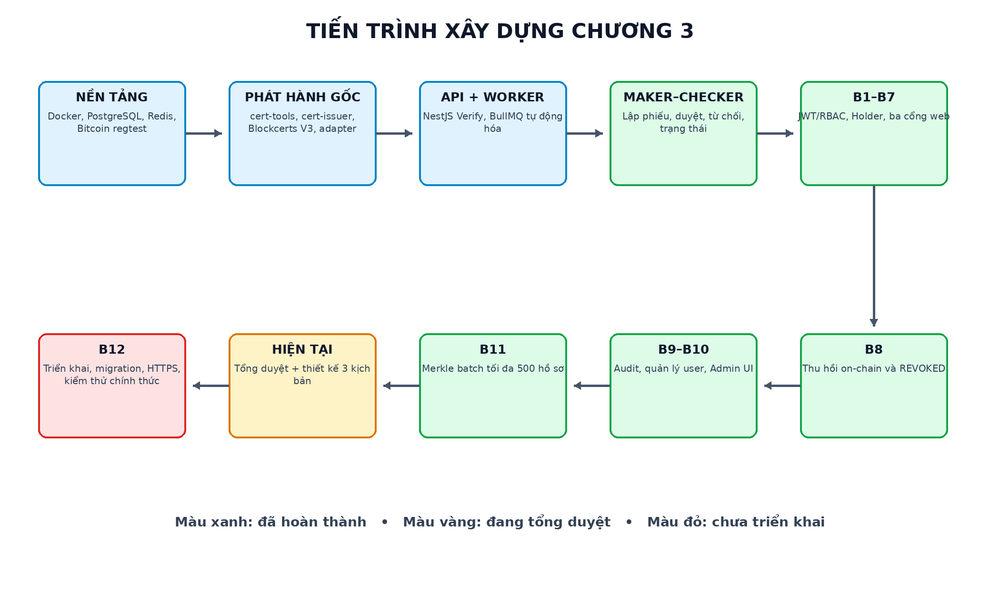 TIẾN TRÌNH XÂY DỰNG CHƯƠNG 3
NỀN TẢNG
Docker, PostgreSQL, Redis,
Bitcoin regtest
PHÁT HÀNH GỐC
cert-tools, cert-issuer,
Blockcerts V3, adapter
API + WORKER
NestJS Verify, BullMQ tự động
hóa
MAKER–CHECKER
Lập phiếu, duyệt, từ chối,
trạng thái
B1–B7
JWT/RBAC, Holder, ba cổng web
B12
Triển khai, migration, HTTPS,
kiểm thử chính thức
HIỆN TẠI
Tổng duyệt + thiết kế 3 kịch
bản
B11
Merkle batch tối đa 500 hồ sơ
B9–B10
Audit, quản lý user, Admin UI
B8
Thu hồi on-chain và REVOKED
Màu xanh: đã hoàn thành • Màu vàng: đang tổng duyệt • Màu đỏ: chưa triển khai